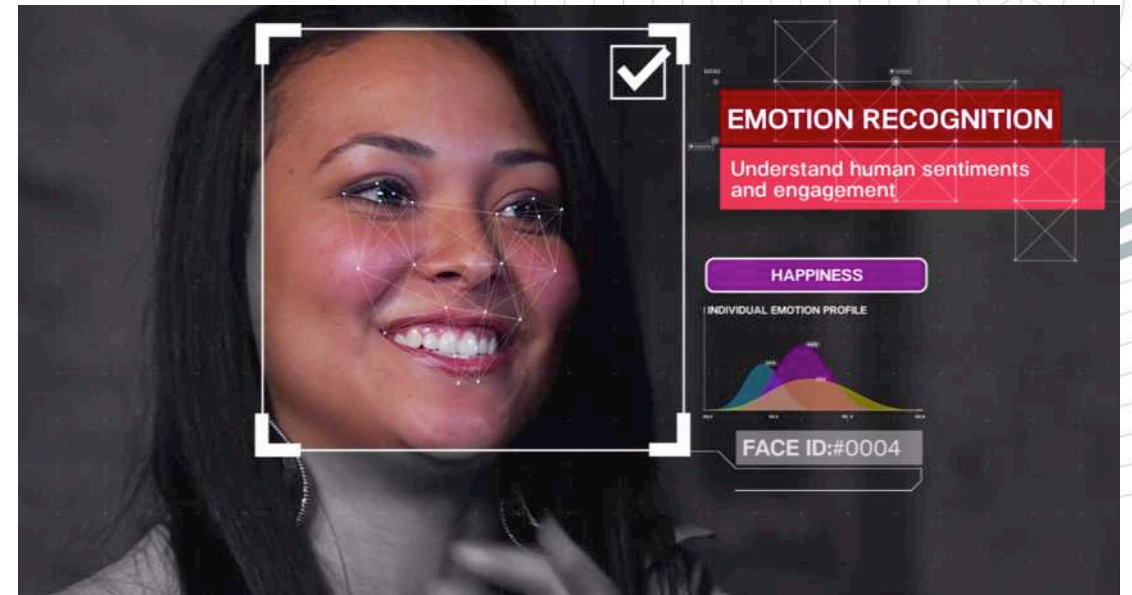 EMOTION RECOGNITION
Understand human sentiments
and engagement
HAPPINESS
INDIVIDUAL EMOTION PROFILE
FACE ID:#0004